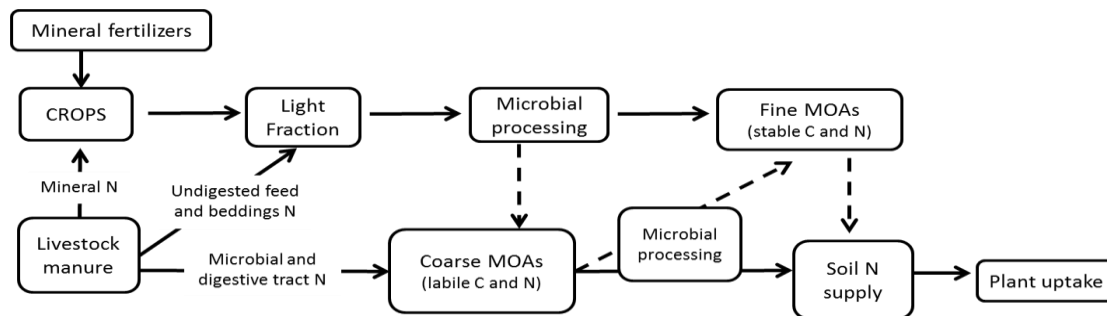 Mineral fertilizers
CROPS
Light
Fraction
Microbial
processing
Fine MOAs
(stable C and N)
Mineral N
Undigested feed
and beddings N
Livestock
manure
Microbial and
digestive tract N
Coarse MOAs
(labile C and N)
Microbial
processing
Soil N
supply
Plant uptake